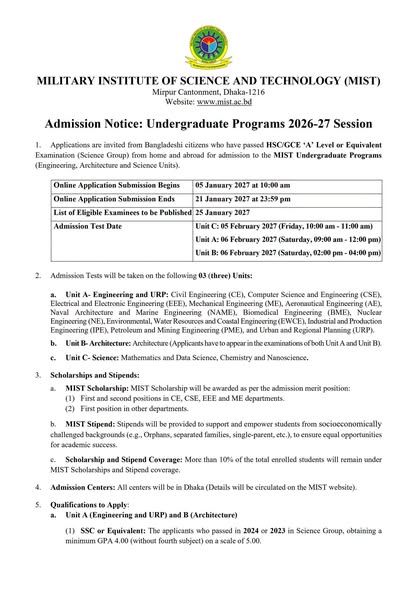 MILITARY INSTITUTE OF SCIENCE AND TECHNOLOGY (MIST)
Mirpur Cantonment, Dhaka-1216
Website: www.mist.ac.bd
Admission Notice: Undergraduate Programs 2026-27 Session
1. Applications are invited from Bangladeshi citizens who have passed HSC/GCE ‘A’ Level or Equivalent
Examination (Science Group) from home and abroad for admission to the MIST Undergraduate Programs
(Engineering, Architecture and Science Units).
Online Application Submission Begins 05 January 2027 at 10:00 am
Online Application Submission Ends 21 January 2027 at 23:59 pm
List of Eligible Examinees to be Published 25 January 2027
Admission Test Date Unit C: 05 February 2027 (Friday, 10:00 am - 11:00 am)
Unit A: 06 February 2027 (Saturday, 09:00 am - 12:00 pm)
Unit B: 06 February 2027 (Saturday, 02:00 pm - 04:00 pm)
2. Admission Tests will be taken on the following 03 (three) Units:
a. Unit A- Engineering and URP: Civil Engineering (CE), Computer Science and Engineering (CSE),
Electrical and Electronic Engineering (EEE), Mechanical Engineering (ME), Aeronautical Engineering (AE),
Naval Architecture and Marine Engineering (NAME), Biomedical Engineering (BME), Nuclear
Engineering (NE), Environmental, Water Resources and Coastal Engineering (EWCE), Industrial and Production
Engineering (IPE), Petroleum and Mining Engineering (PME), and Urban and Regional Planning (URP).
b. Unit B- Architecture: Architecture (Applicants have to appear in the examinations of both Unit A and Unit B).
c. Unit C- Science: Mathematics and Data Science, Chemistry and Nanoscience.
3. Scholarships and Stipends:
a. MIST Scholarship: MIST Scholarship will be awarded as per the admission merit position:
(1) First and second positions in CE, CSE, EEE and ME departments.
(2) First position in other departments.
b. MIST Stipend: Stipends will be provided to support and empower students from socioeconomically
challenged backgrounds (e.g., Orphans, separated families, single-parent, etc.), to ensure equal opportunities
for academic success.
c. Scholarship and Stipend Coverage: More than 10% of the total enrolled students will remain under
MIST Scholarships and Stipend coverage.
4. Admission Centers: All centers will be in Dhaka (Details will be circulated on the MIST website).
5. Qualifications to Apply:
a. Unit A (Engineering and URP) and B (Architecture)
(1) SSC or Equivalent: The applicants who passed in 2024 or 2023 in Science Group, obtaining a
minimum GPA 4.00 (without fourth subject) on a scale of 5.00.